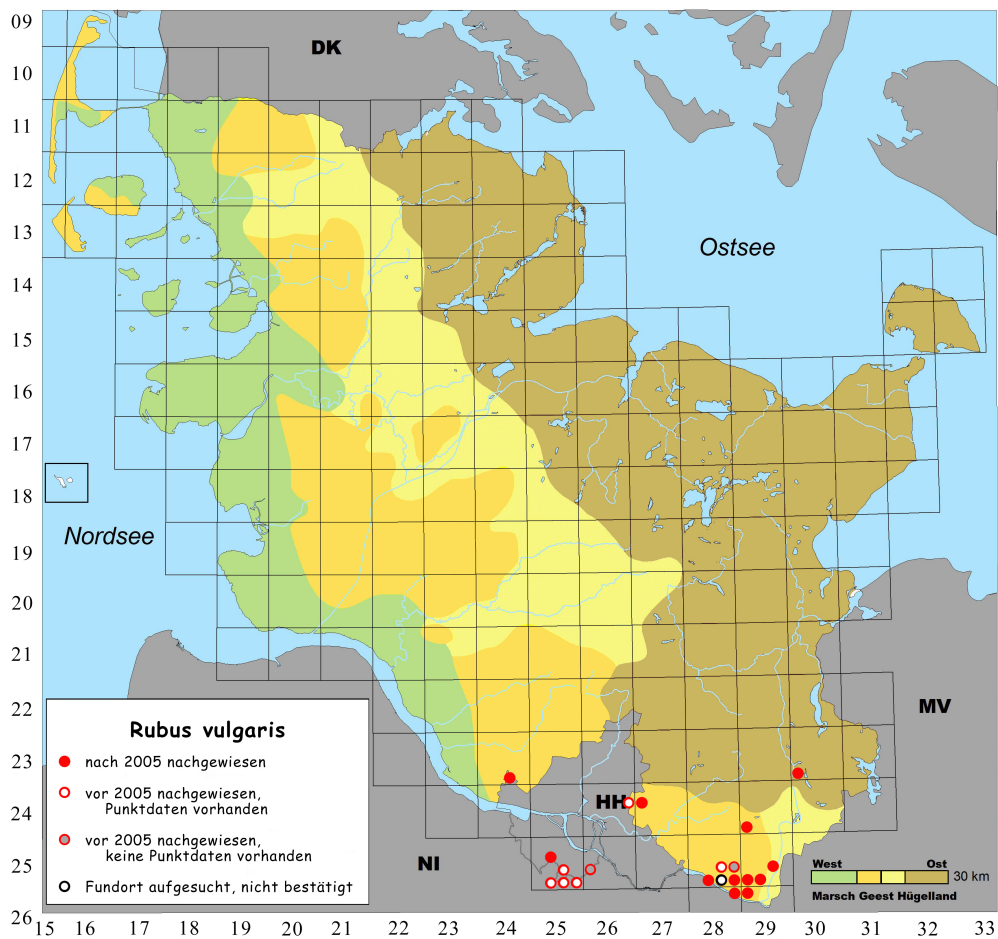 09
10
11
12
13
14
15
16
17
18
19
20
21
22
23
24
25
26
DK
Ostsee
Nordsee
MV
HH
NI
Rubus vulgaris
nach 2005 nachgewiesen
vor 2005 nachgewiesen,
Punktdaten vorhanden
vor 2005 nachgewiesen,
keine Punktdaten vorhanden
Fundort aufgesucht, nicht bestätigt
West Ost
30 km
Marsch Geest Hügelland
15 16 17 18 19 20 21 22 23 24 25 26 27 28 29 30 31 32 33